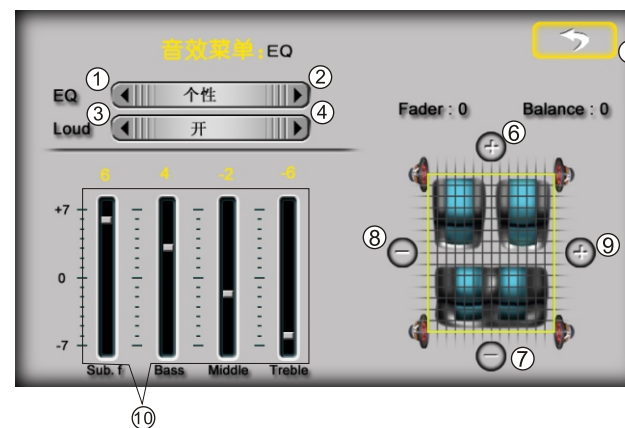 音效菜单:EQ
① ②
EQ 个性
③ ④
Loud 开
Fader : 0 Balance : 0
⑥
6 4 -2 -6
+7
⑧ ⑨
0
-7
⑦
Sub. f Bass Middle Treble
⑩